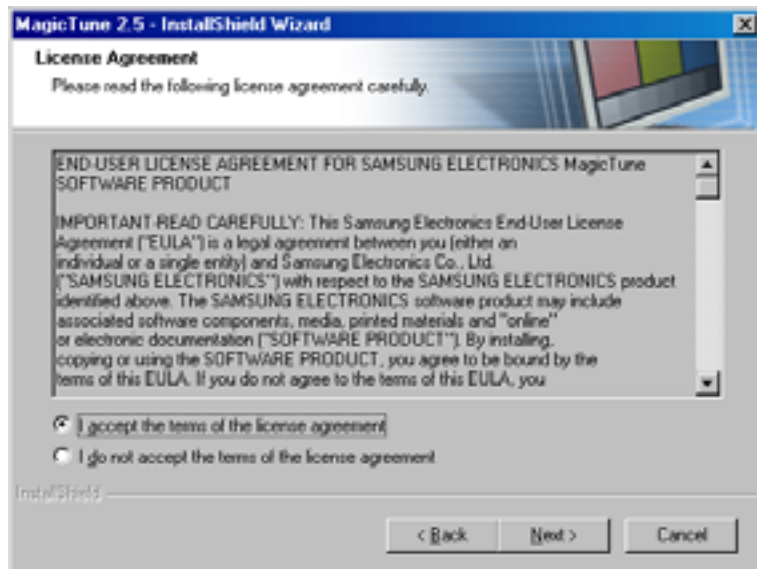 MagicTune 2.5 - InstallShield Wizard
License Agreement
Please read the following license agreement carefully.
END-USER LICENSE AGREEMENT FOR SAMSUNG ELECTRONICS MagicTune
SOFTWARE PRODUCT
IMPORTANT-READ CAREFULLY: This Samsung Electronics End-User License
Agreement ("EULA") is a legal agreement between you (either an
individual or a single entity) and Samsung Electronics Co., Ltd.
("SAMSUNG ELECTRONICS") with respect to the SAMSUNG ELECTRONICS product
identified above. The SAMSUNG ELECTRONICS software product may include
associated software components, media, printed materials and "online"
or electronic documentation ("SOFTWARE PRODUCT"). By installing,
copying or using the SOFTWARE PRODUCT, you agree to be bound by the
terms of this EULA. If you do not agree to the terms of this EULA, you
I accept the terms of the license agreement
I do not accept the terms of the license agreement
InstallShield
< Back Next > Cancel